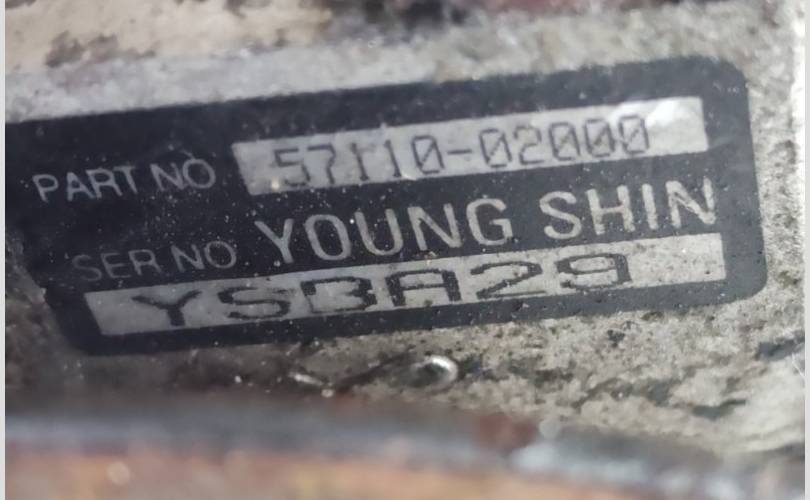 PART NO 57110-02000
SER NO YOUNG SHIN
YSBA29